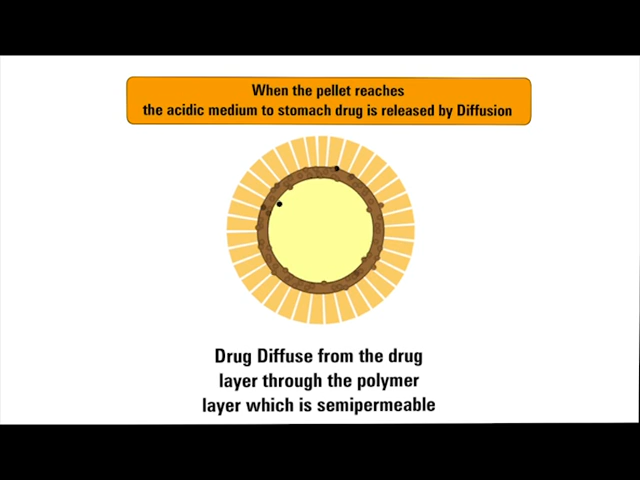 When the pellet reaches
the acidic medium to stomach drug is released by Diffusion
Drug Diffuse from the drug
layer through the polymer
layer which is semipermeable